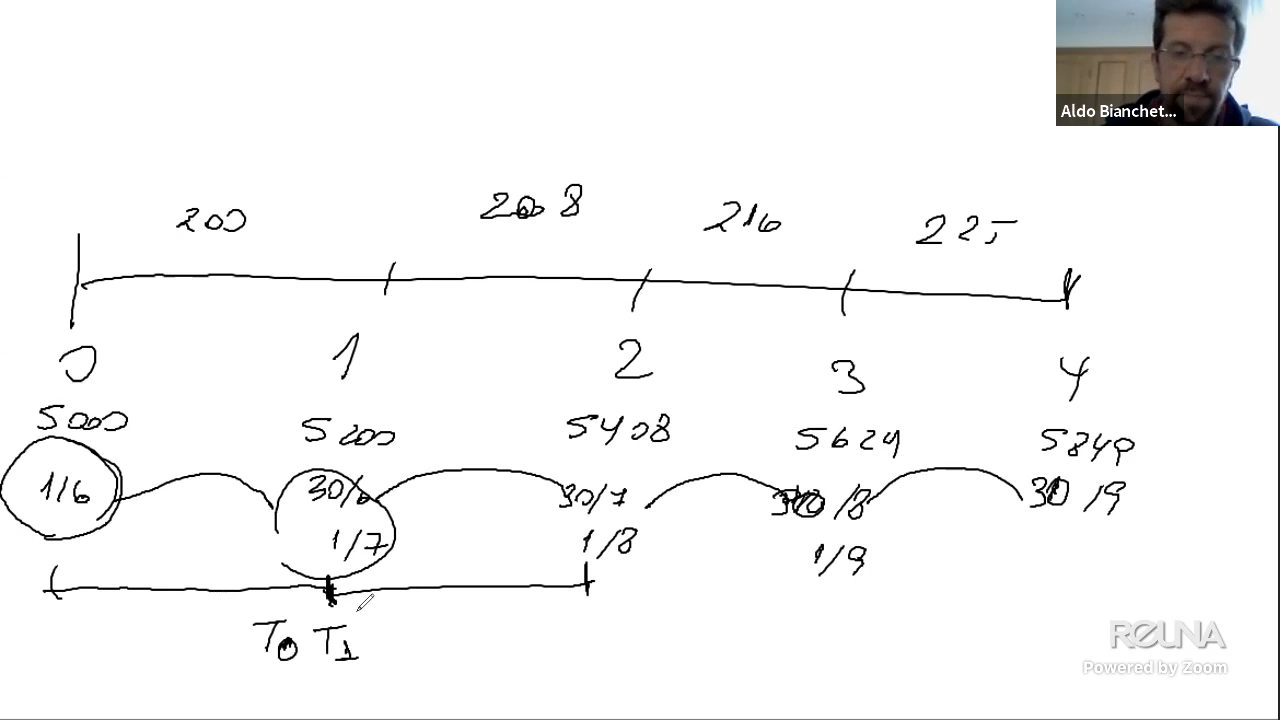 Aldo Bianchet...
200 208 216 225
0 1 2 3 4
5000 5200 5408 5624 5849
1/6 30/6 30/7 30/8 30/9
1/7 1/8 1/9
T0 T1
REUNA
Powered by Zoom